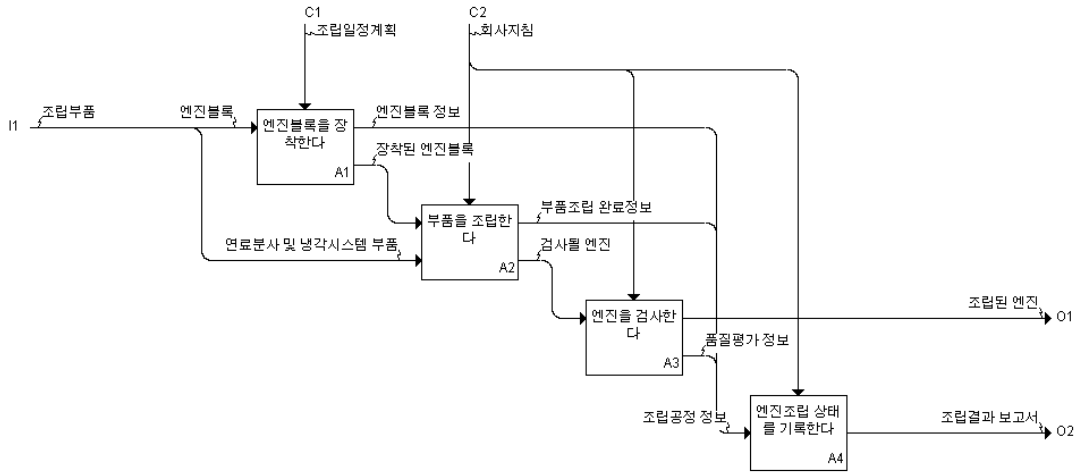 C1
C2
조립일정계획
회사지침
I1
조립부품
엔진블록
엔진블록을 장
착한다
A1
엔진블록 정보
장착된 엔진블록
부품을 조립한
다
A2
부품조립 완료정보
연료분사 및 냉각시스템 부품
검사될 엔진
엔진을 검사한
다
A3
조립된 엔진
O1
품질평가 정보
조립공정 정보
엔진조립 상태
를 기록한다
A4
조립결과 보고서
O2